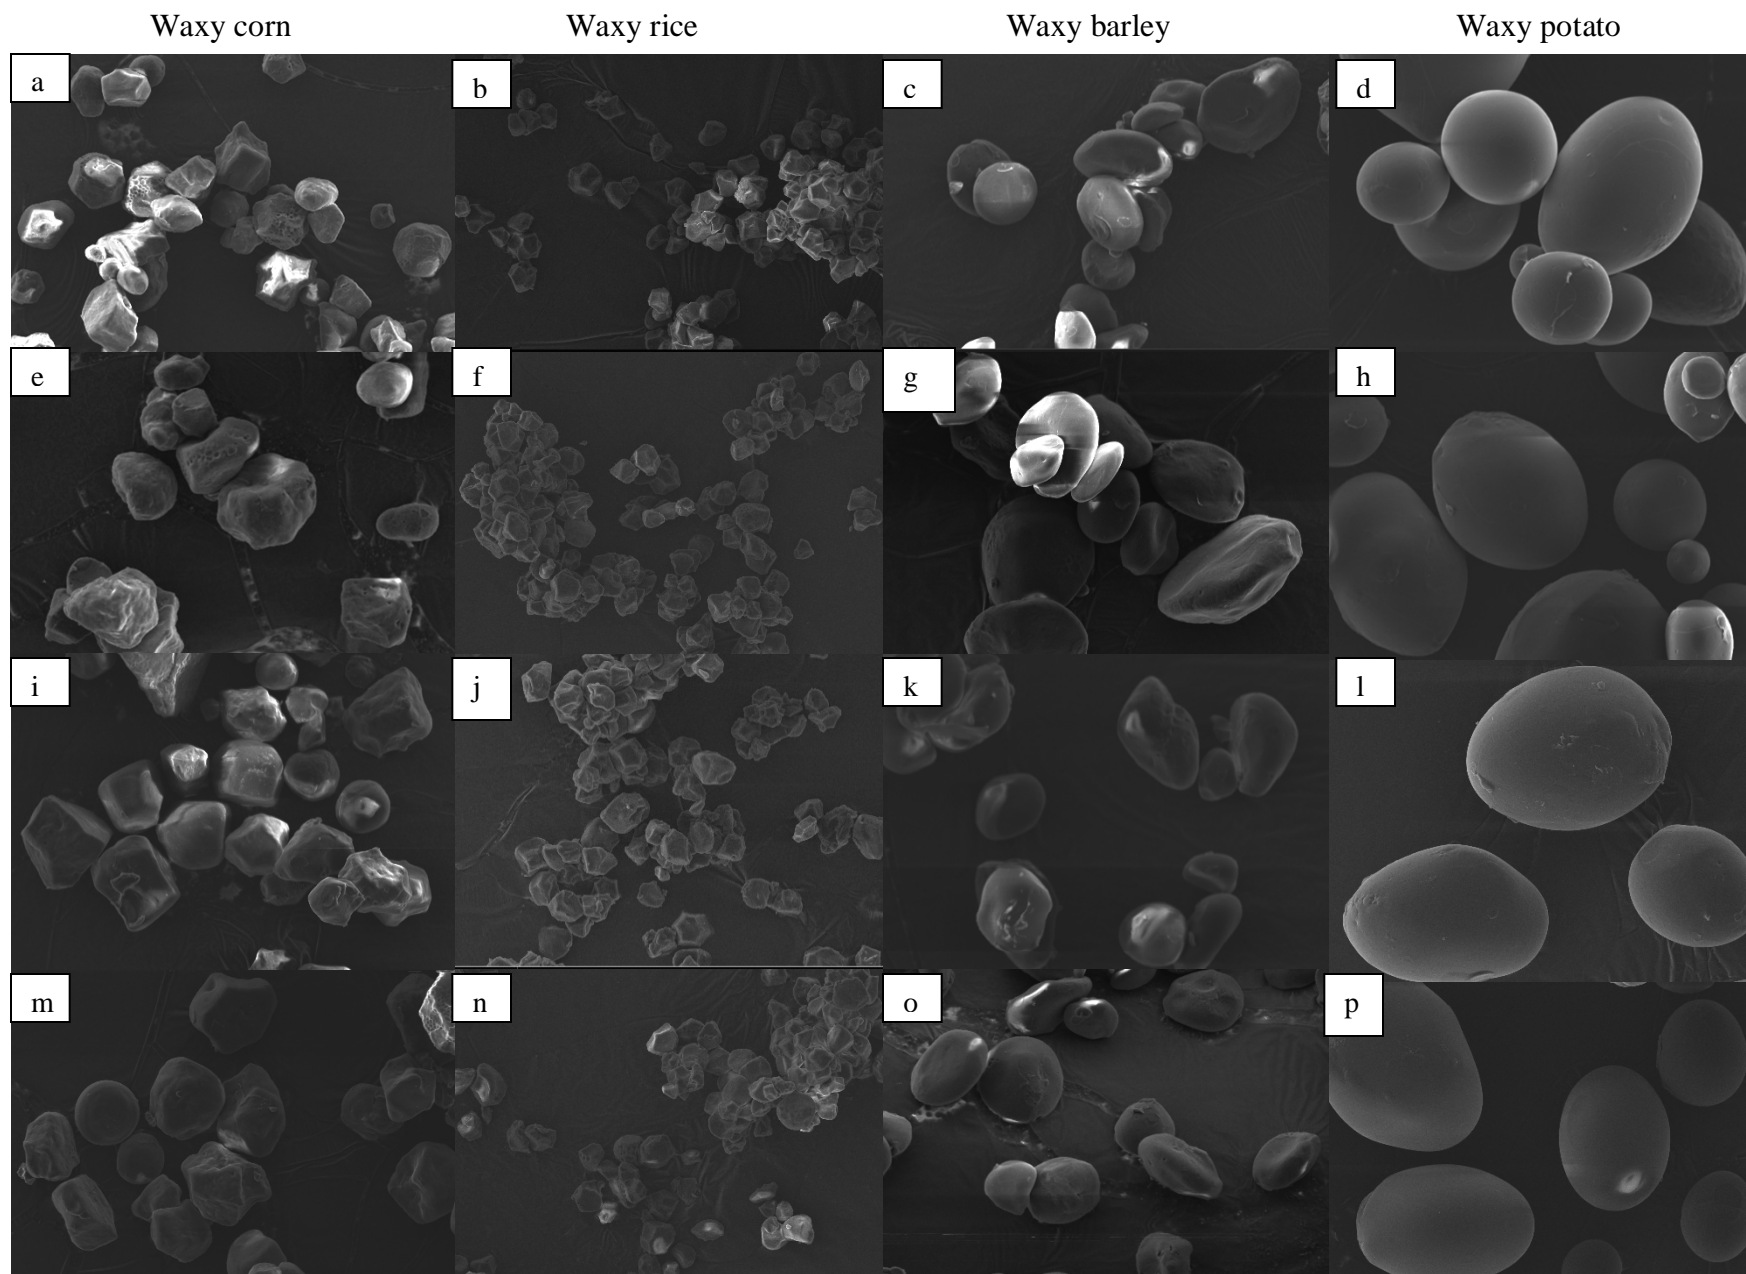 Waxy corn Waxy rice Waxy barley Waxy potato
a b c d
e f g h
i j k l
m n o p